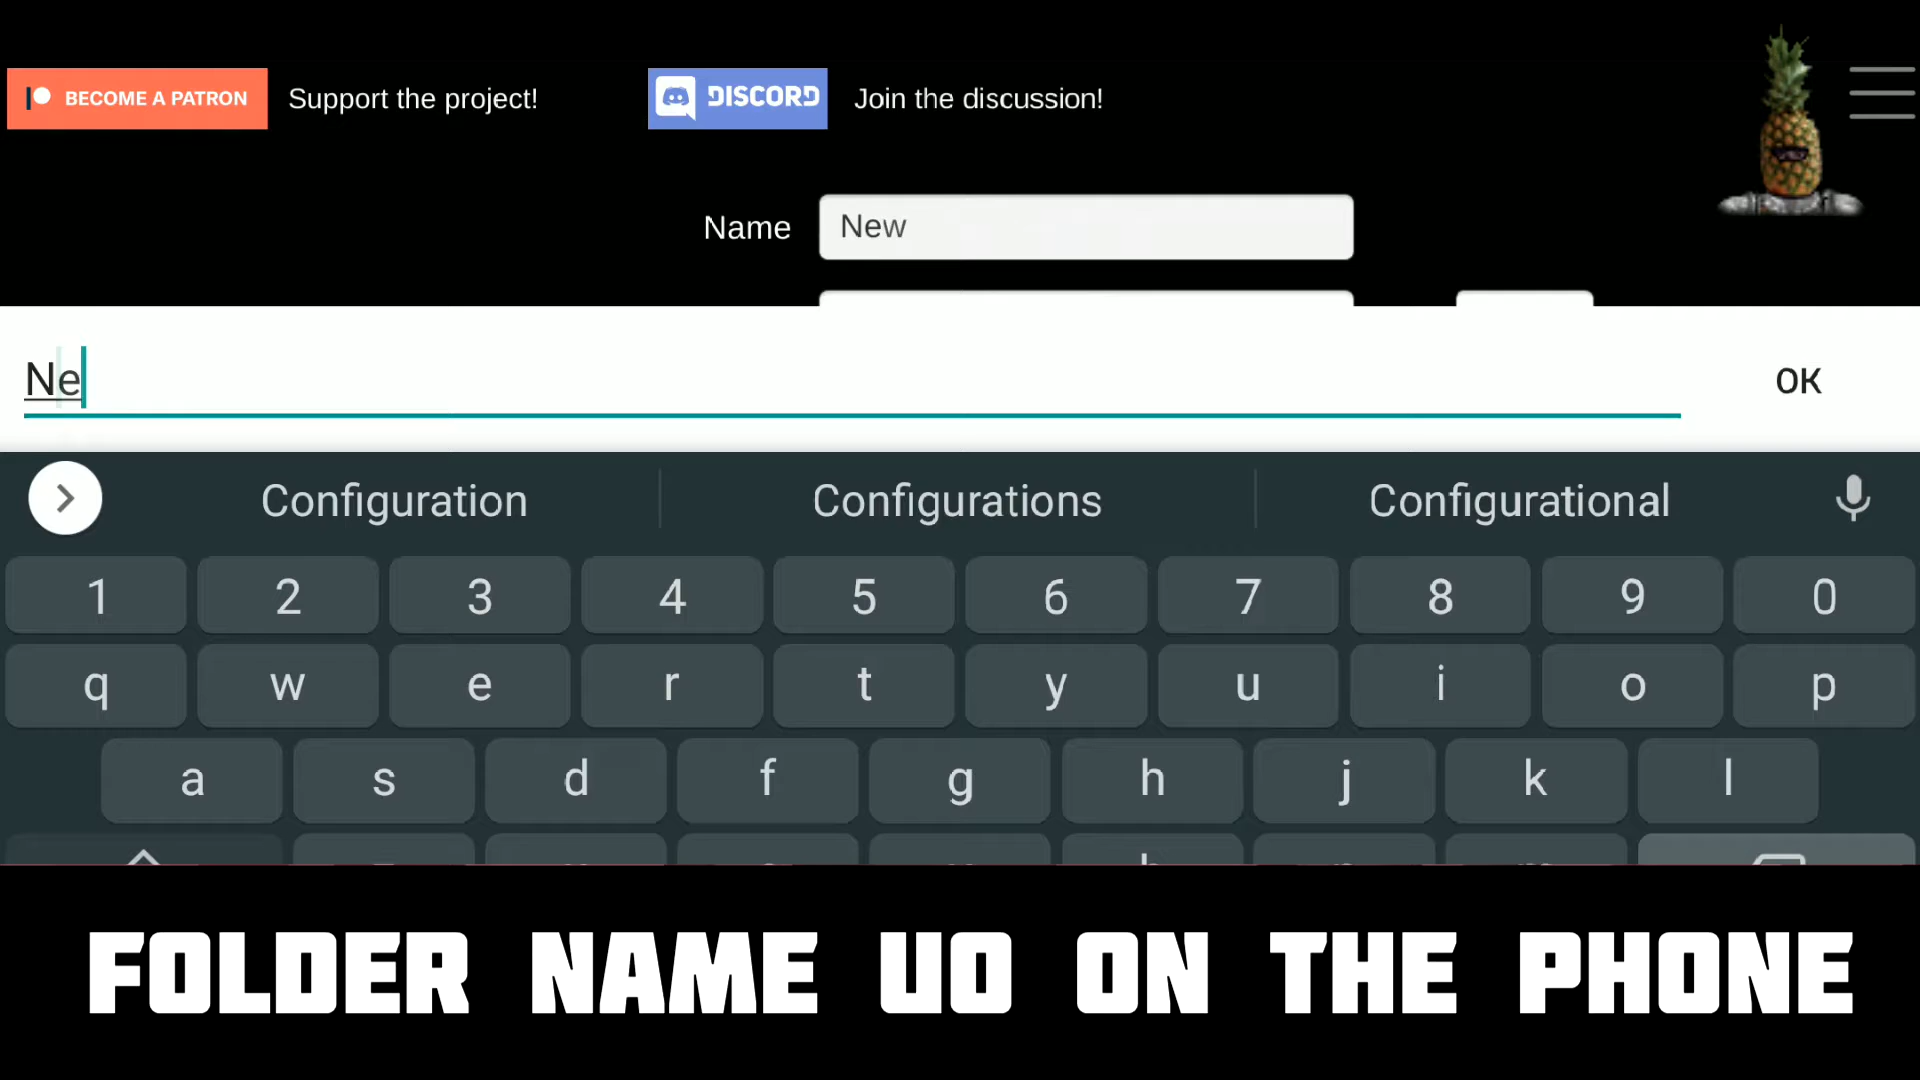 BECOME A PATRON Support the project! DISCORD Join the discussion!
Name New
Ne OK
Configuration Configurations Configurational
1 2 3 4 5 6 7 8 9 0
q w e r t y u i o p
a s d f g h j k l
FOLDER NAME UO ON THE PHONE